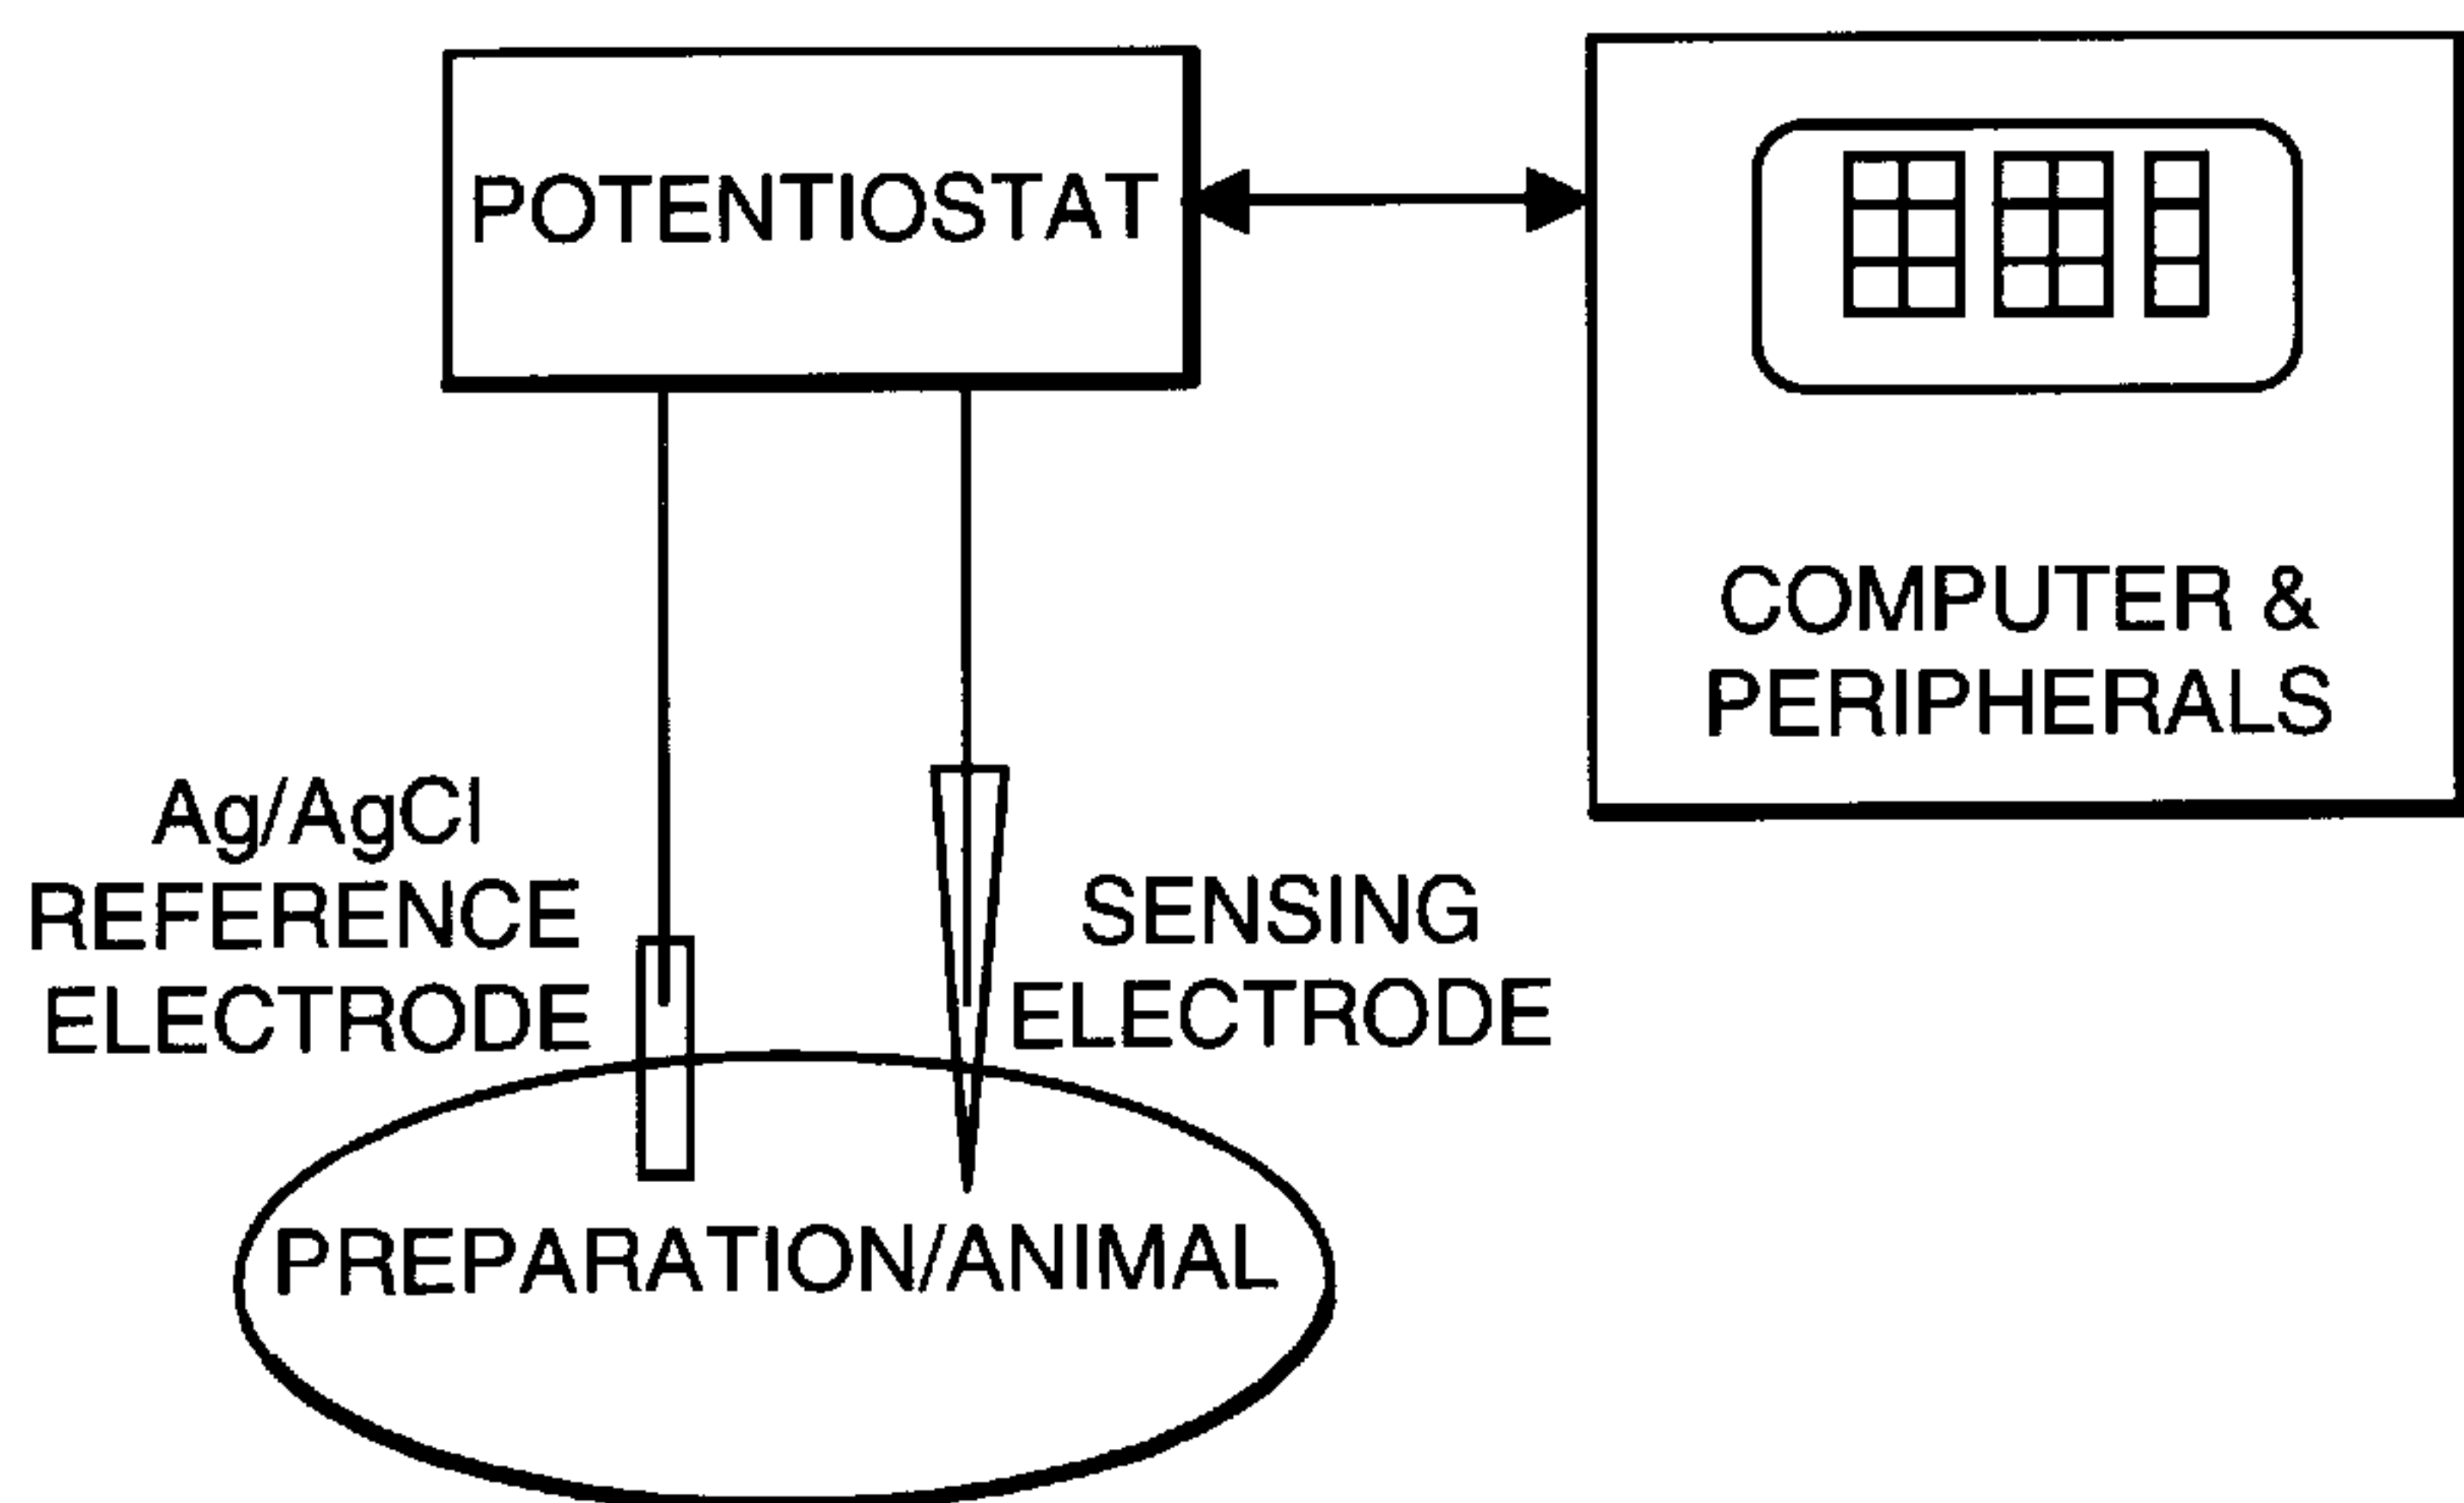 POTENTIOSTAT
COMPUTER &
PERIPHERALS
Ag/AgCl
REFERENCE
ELECTRODE
SENSING
ELECTRODE
PREPARATION/ANIMAL